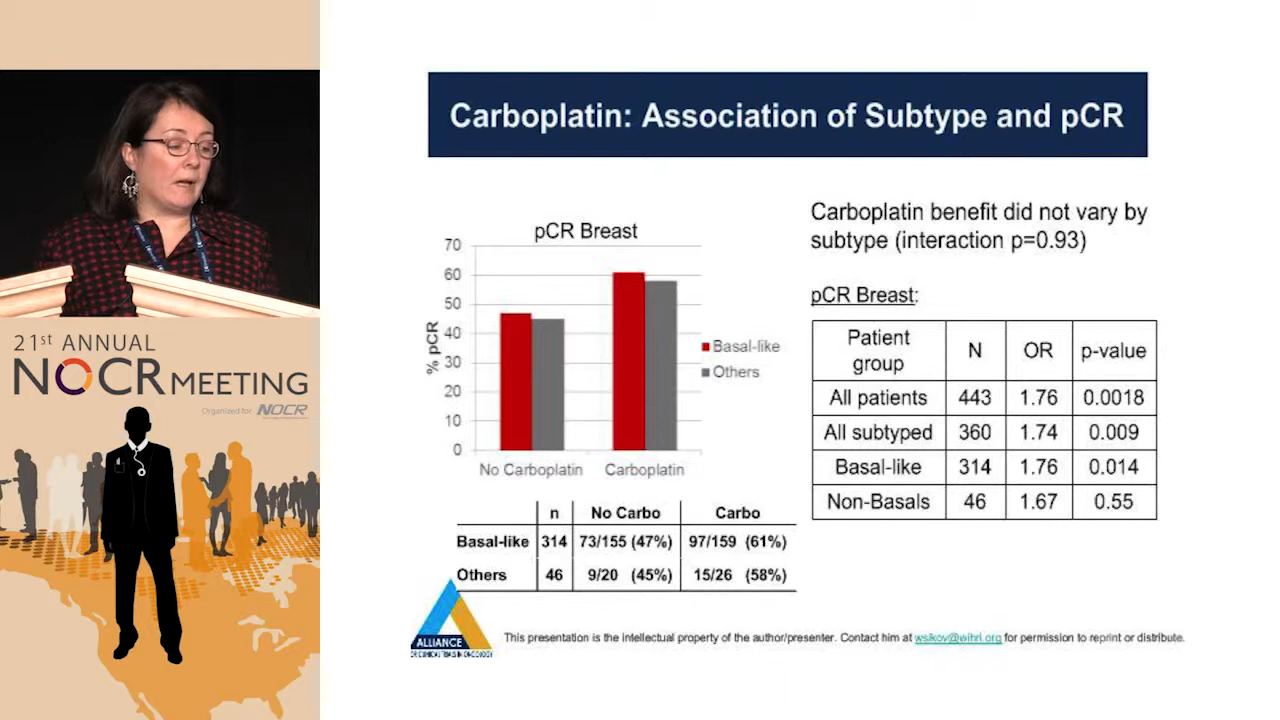 21st ANNUAL
NOCR MEETING
Organized for NOCR
Carboplatin: Association of Subtype and pCR
pCR Breast
70
60
50
40
30
20
10
0
% pCR
No Carboplatin
Carboplatin
Basal-like
Others
n No Carbo Carbo
Basal-like 314 73/155 (47%) 97/159 (61%)
Others 46 9/20 (45%) 15/26 (58%)
Carboplatin benefit did not vary by
subtype (interaction p=0.93)
pCR Breast:
Patient
group N OR p-value
All patients 443 1.76 0.0018
All subtyped 360 1.74 0.009
Basal-like 314 1.76 0.014
Non-Basals 46 1.67 0.55
ALLIANCE
FOR CLINICAL TRIALS IN ONCOLOGY
This presentation is the intellectual property of the author/presenter. Contact him at wsikov@wihri.org for permission to reprint or distribute.